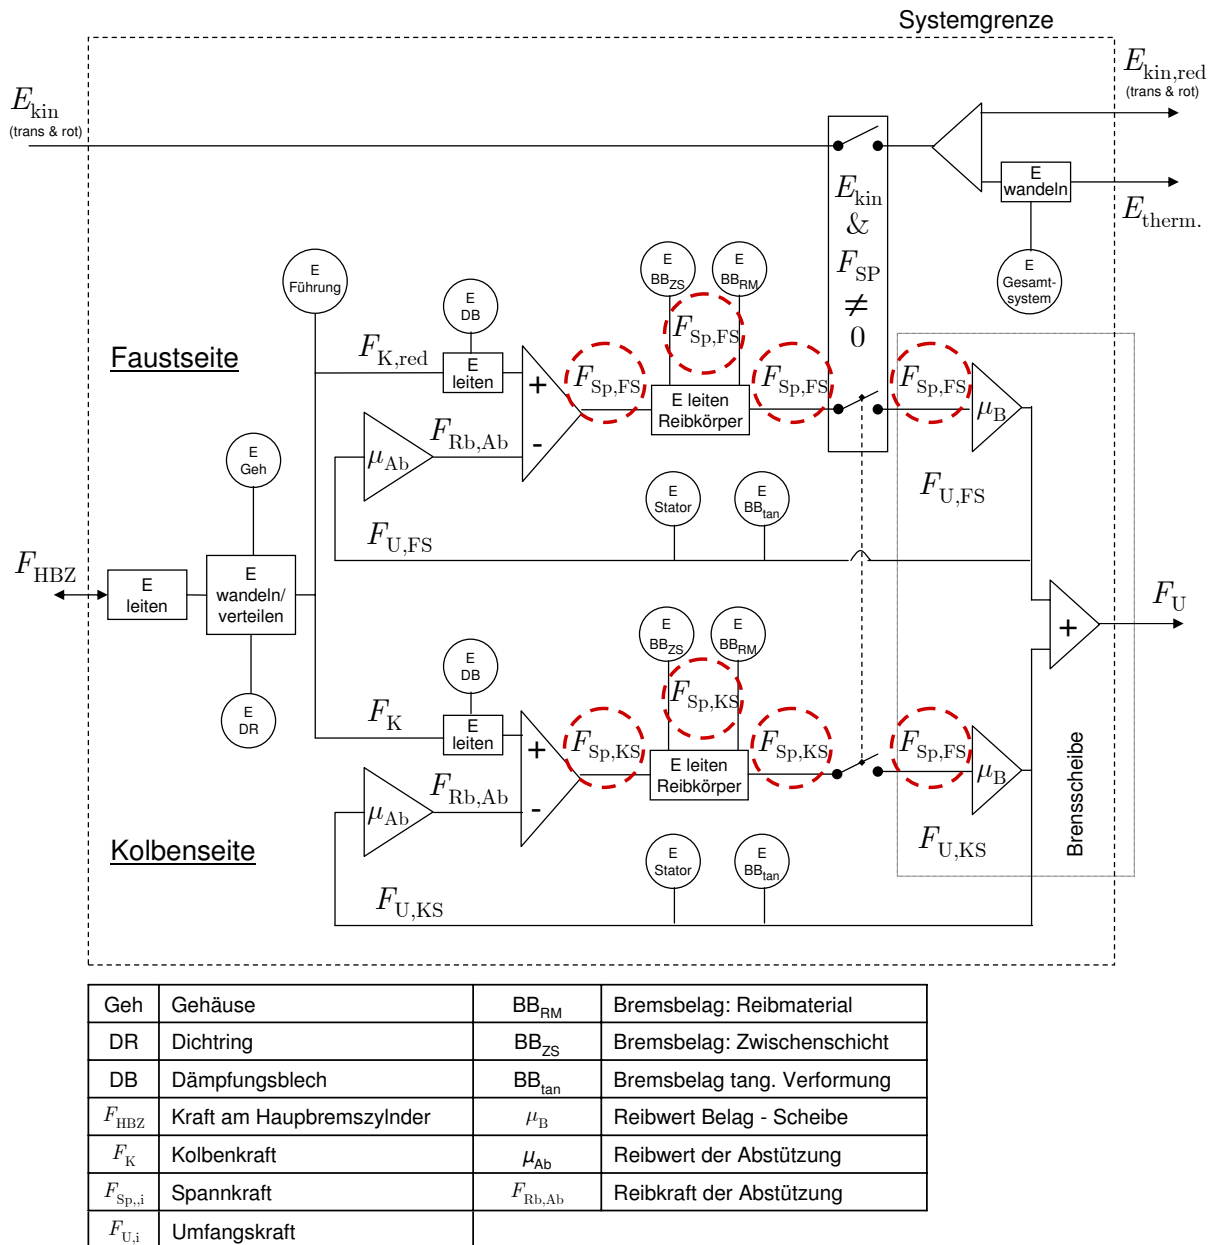 Systemgrenze
E_kin
(trans & rot)
E_kin,red
(trans & rot)
E
wandeln
E_therm.
E
Gesamt-
system
E_kin
&
F_SP
≠
0
E
Führung
E
DB
E
BB_ZS
E
BB_RM
Faustseite
F_K,red
E
leiten
+
-
F_Sp,FS
F_Sp,FS
F_Sp,FS
F_Sp,FS
E leiten
Reibkörper
μ_B
μ_Ab
F_Rb,Ab
E
Geh
E
Stator
E
BB_tan
F_U,FS
F_U,FS
F_HBZ
E
leiten
E
wandeln/
verteilen
E
DR
+
F_U
E
DB
E
BB_ZS
E
BB_RM
F_K
E
leiten
+
-
F_Sp,KS
F_Sp,KS
F_Sp,KS
F_Sp,FS
E leiten
Reibkörper
μ_B
μ_Ab
F_Rb,Ab
Kolbenseite
E
Stator
E
BB_tan
F_U,KS
F_U,KS
Brensscheibe
Geh Gehäuse BB_RM Bremsbelag: Reibmaterial
DR Dichtring BB_ZS Bremsbelag: Zwischenschicht
DB Dämpfungsblech BB_tan Bremsbelag tang. Verformung
F_HBZ Kraft am Haupbremszylnder μ_B Reibwert Belag - Scheibe
F_K Kolbenkraft μ_Ab Reibwert der Abstützung
F_Sp,,i Spannkraft F_Rb,Ab Reibkraft der Abstützung
F_U,i Umfangskraft